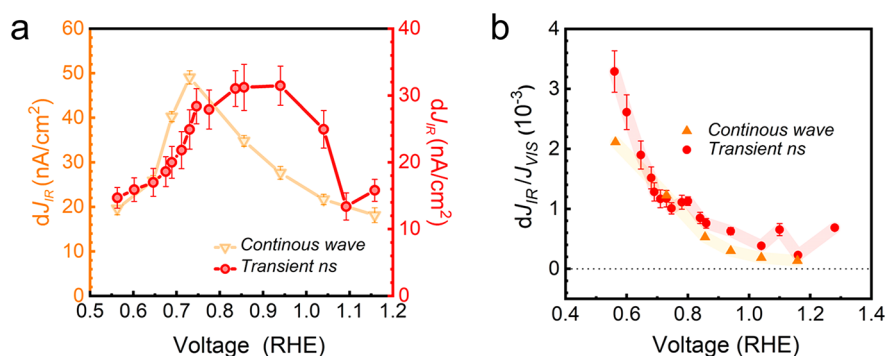 a
60
50
40
30
20
10
0
dJ_IR (nA/cm²)
40
30
20
10
0
dJ_IR (nA/cm²)
Continous wave
Transient ns
0.5 0.6 0.7 0.8 0.9 1.0 1.1 1.2
Voltage (RHE)
b
4
3
2
1
0
dJ_IR/J_VIS (10⁻³)
Continous wave
Transient ns
0.4 0.6 0.8 1.0 1.2 1.4
Voltage (RHE)